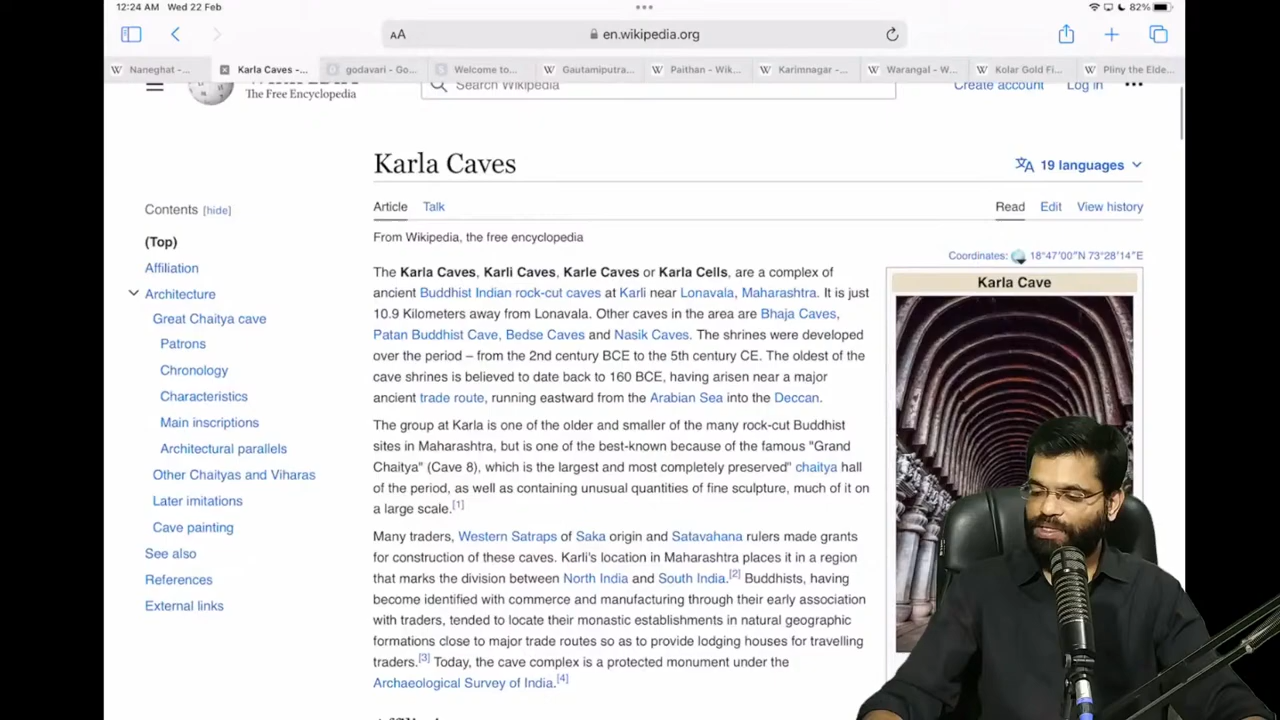 12:24 AM Wed 22 Feb
82%
AA
en.wikipedia.org
Naneghat -...
Karla Caves -...
godavari - Go...
Welcome to...
Gautamiputra...
Paithan - Wik...
Karimnagar -...
Warangal - W...
Kolar Gold Fi...
Pliny the Elde...
The Free Encyclopedia
Search Wikipedia
Create account
Log in
Karla Caves
19 languages
Article Talk
Read Edit View history
From Wikipedia, the free encyclopedia
Coordinates: 18°47′00″N 73°28′14″E
Contents [hide]
(Top)
Affiliation
Architecture
Great Chaitya cave
Patrons
Chronology
Characteristics
Main inscriptions
Architectural parallels
Other Chaityas and Viharas
Later imitations
Cave painting
See also
References
External links
The Karla Caves, Karli Caves, Karle Caves or Karla Cells, are a complex of
ancient Buddhist Indian rock-cut caves at Karli near Lonavala, Maharashtra. It is just
10.9 Kilometers away from Lonavala. Other caves in the area are Bhaja Caves,
Patan Buddhist Cave, Bedse Caves and Nasik Caves. The shrines were developed
over the period – from the 2nd century BCE to the 5th century CE. The oldest of the
cave shrines is believed to date back to 160 BCE, having arisen near a major
ancient trade route, running eastward from the Arabian Sea into the Deccan.
The group at Karla is one of the older and smaller of the many rock-cut Buddhist
sites in Maharashtra, but is one of the best-known because of the famous "Grand
Chaitya" (Cave 8), which is the largest and most completely preserved" chaitya hall
of the period, as well as containing unusual quantities of fine sculpture, much of it on
a large scale.[1]
Many traders, Western Satraps of Saka origin and Satavahana rulers made grants
for construction of these caves. Karli's location in Maharashtra places it in a region
that marks the division between North India and South India.[2] Buddhists, having
become identified with commerce and manufacturing through their early association
with traders, tended to locate their monastic establishments in natural geographic
formations close to major trade routes so as to provide lodging houses for travelling
traders.[3] Today, the cave complex is a protected monument under the
Archaeological Survey of India.[4]
Karla Cave